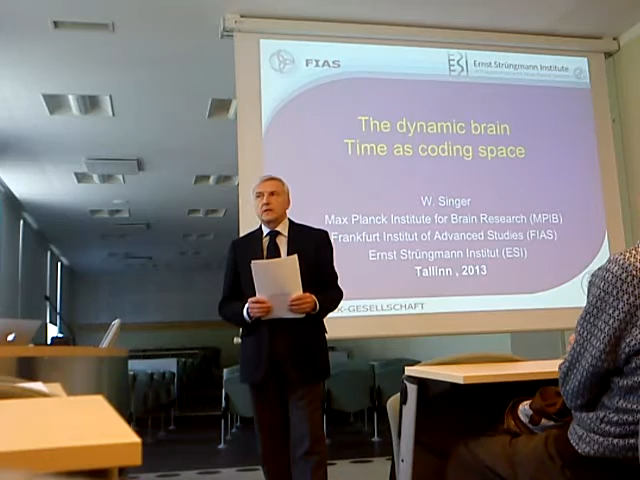 FIAS
ESI Ernst Strüngmann Institute
The dynamic brain
Time as coding space
W. Singer
Max Planck Institute for Brain Research (MPIB)
Frankfurt Institut of Advanced Studies (FIAS)
Ernst Strüngmann Institut (ESI)
Tallinn , 2013
K-GESELLSCHAFT